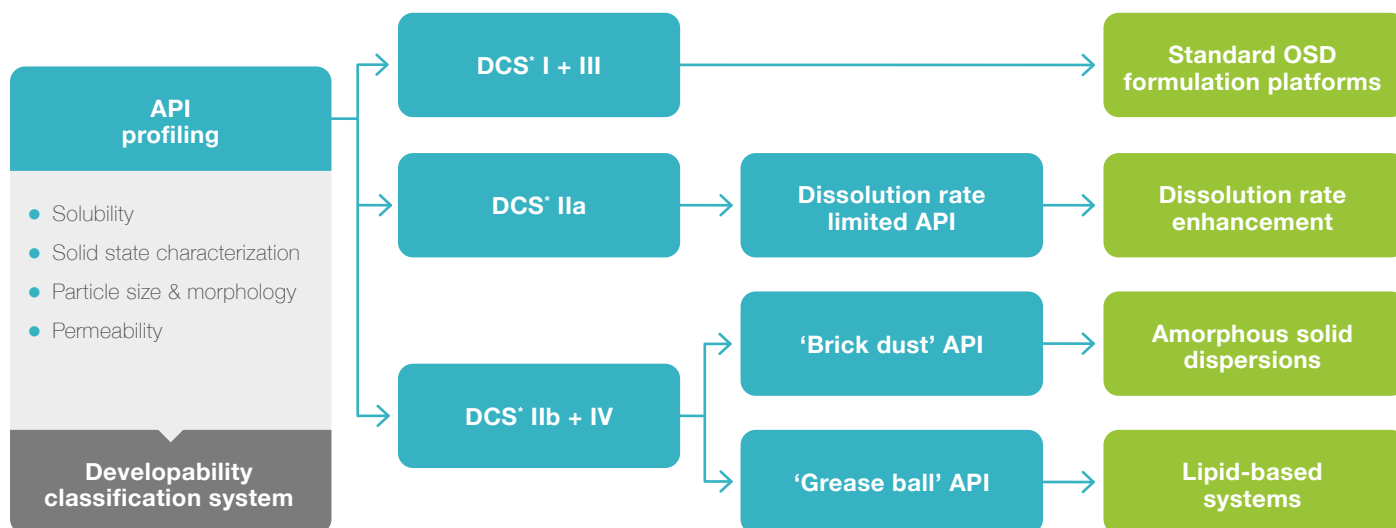 API
profiling
• Solubility
• Solid state characterization
• Particle size & morphology
• Permeability
Developability
classification system
DCS* I + III
Standard OSD
formulation platforms
DCS* IIa
Dissolution rate
limited API
Dissolution rate
enhancement
DCS* IIb + IV
‘Brick dust’ API
Amorphous solid
dispersions
‘Grease ball’ API
Lipid-based
systems